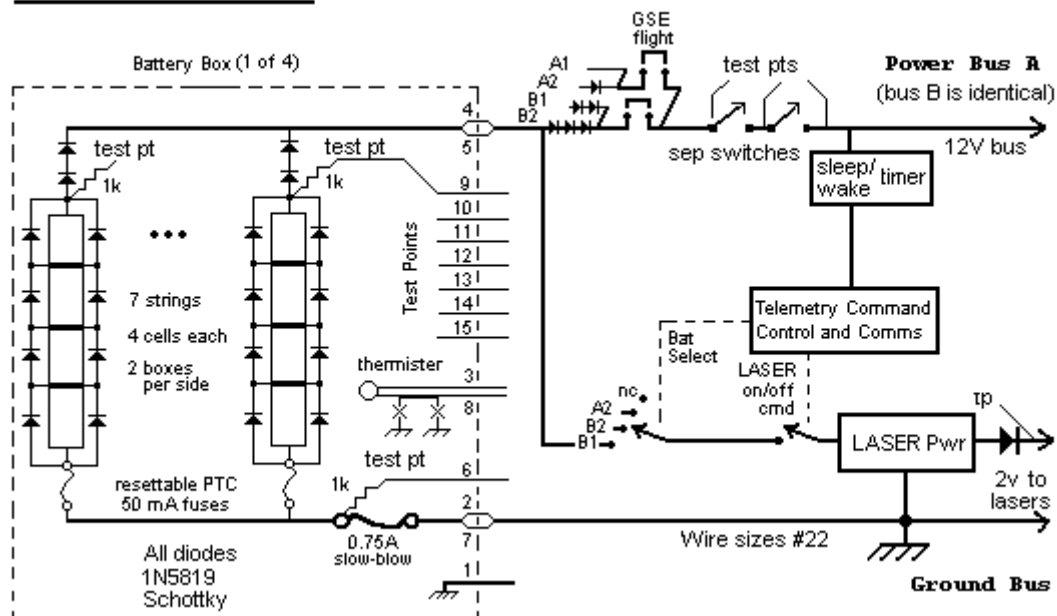 GSE
flight
Battery Box (1 of 4)
A1
A2
B1
B2
test pts
Power Bus A
(bus B is identical)
4
5
sep switches
12V bus
test pt
1k
test pt
1k
sleep/
wake
timer
9
10
11
12
13
14
15
Test Points
7 strings
4 cells each
2 boxes
per side
Telemetry Command
Control and Comms
Bat
Select
LASER
on/off
cmd
thermister
3
8
nc
A2
B2
B1
LASER Pwr
τp
2v to
lasers
test pt
6
1k
resettable PTC
50 mA fuses
2
7
0.75A
slow-blow
Wire sizes #22
All diodes
1N5819
Schottky
1
Ground Bus